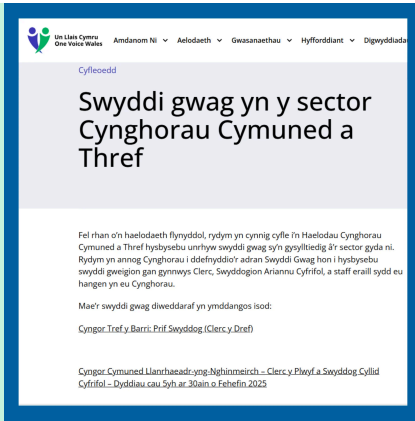 Un Llais Cymru
One Voice Wales
Amdanom Ni
Aelodaeth
Gwasanaethau
Hyfforddiant
Cyfleoedd
Swyddi gwag yn y sector
Cynghorau Cymuned a
Thref
Fel rhan o'n haelodaeth flynyddol, rydym yn cynnig cyfle i'n Haelodau Cynghorau
Cymuned a Thref hysbysebu unrhyw swyddi gwag sy'n gysylltiedig â'r sector gyda ni.
Rydym yn annog Cynghorau i ddefnyddio'r adran Swyddi Gwag hon i hysbysebu
swyddi gweigion gan gynnwys Clerc, Swyddogion Ariannu Cyfrifol, a staff eraill sydd eu
hangen yn eu Cynghorau.
Mae'r swyddi gwag diweddaraf yn ymddangos isod:
Cyngor Tref y Barri: Prif Swyddog (Clerc y Dref)
Cyngor Cymuned Llanrhaeadr-yng-Nghinmeirch – Clerc y Plwyf a Swyddog Cyllid
Cyfrifol – Dyddiau cau 5yh ar 30ain o Fehefin 2025